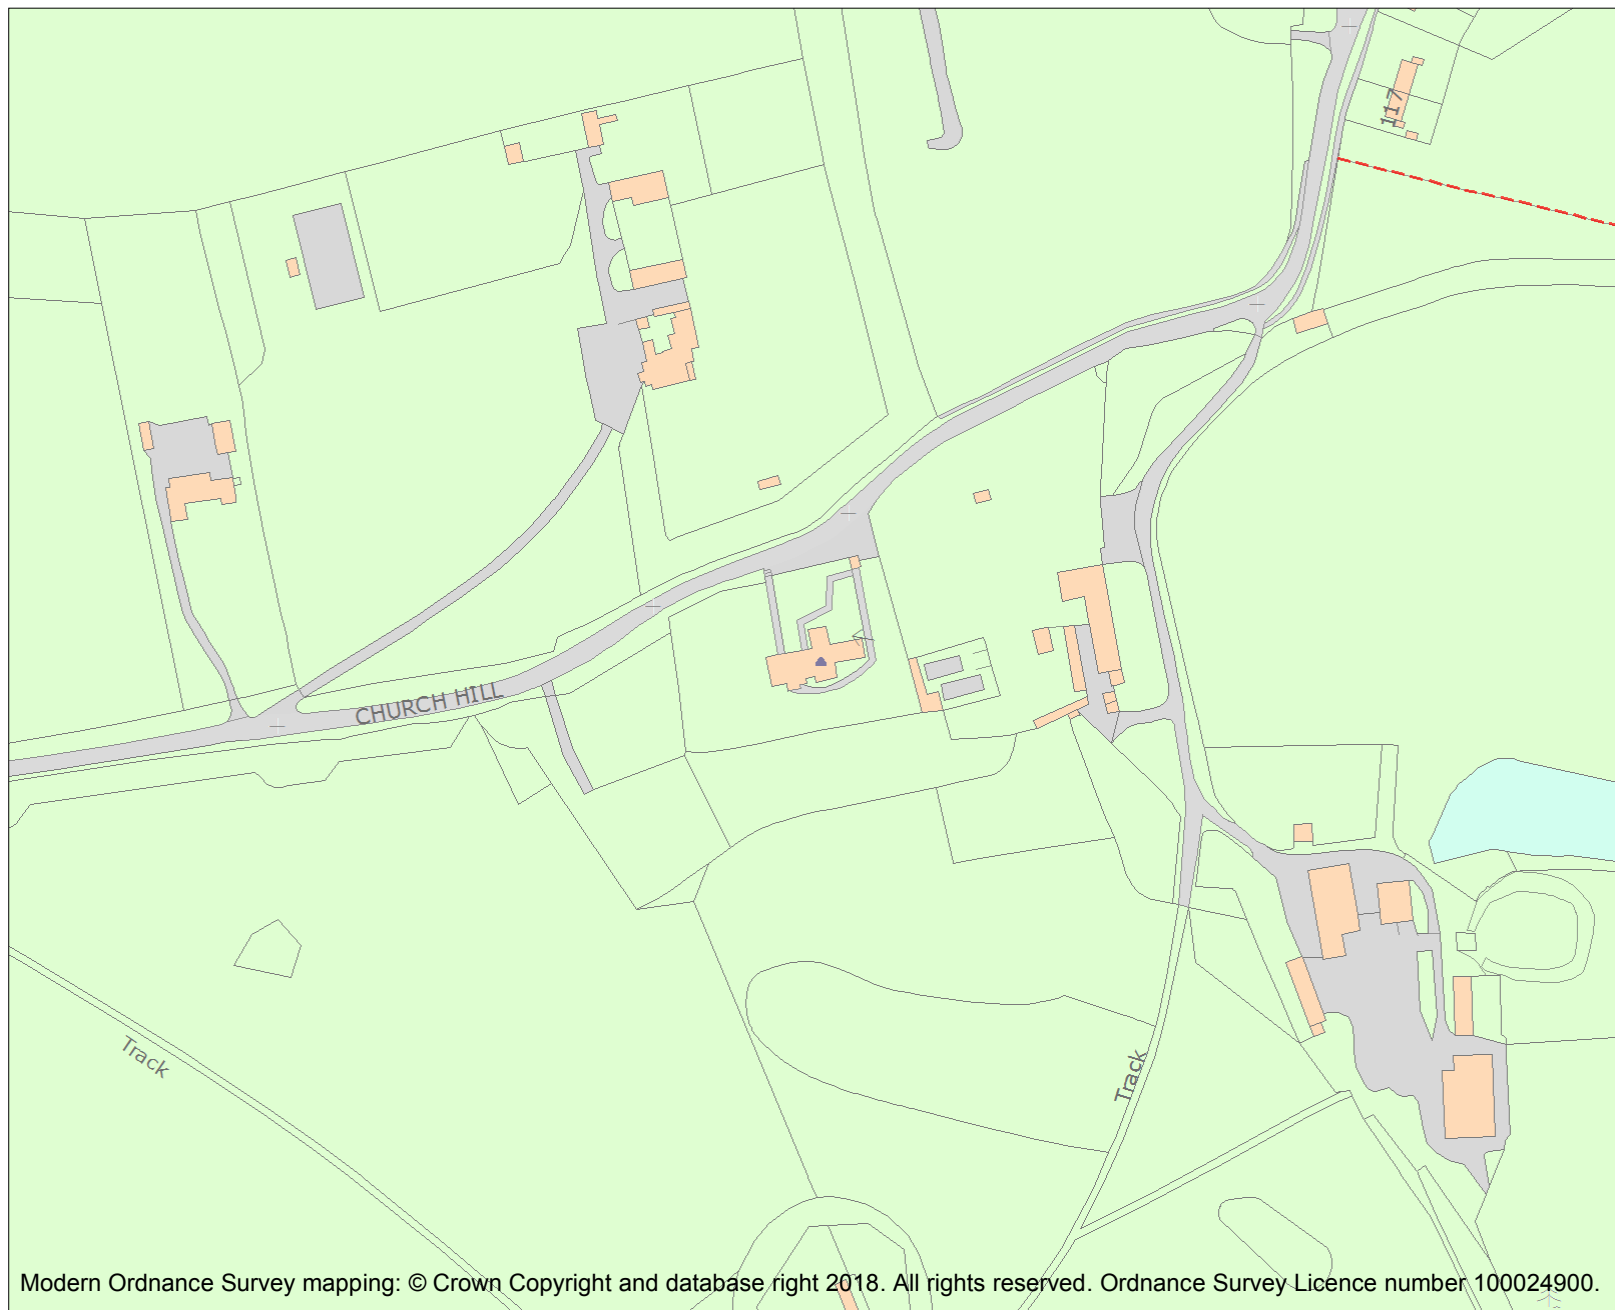 117
CHURCH HILL
Track
Track
Modern Ordnance Survey mapping: © Crown Copyright and database right 2018. All rights reserved. Ordnance Survey Licence number 100024900.